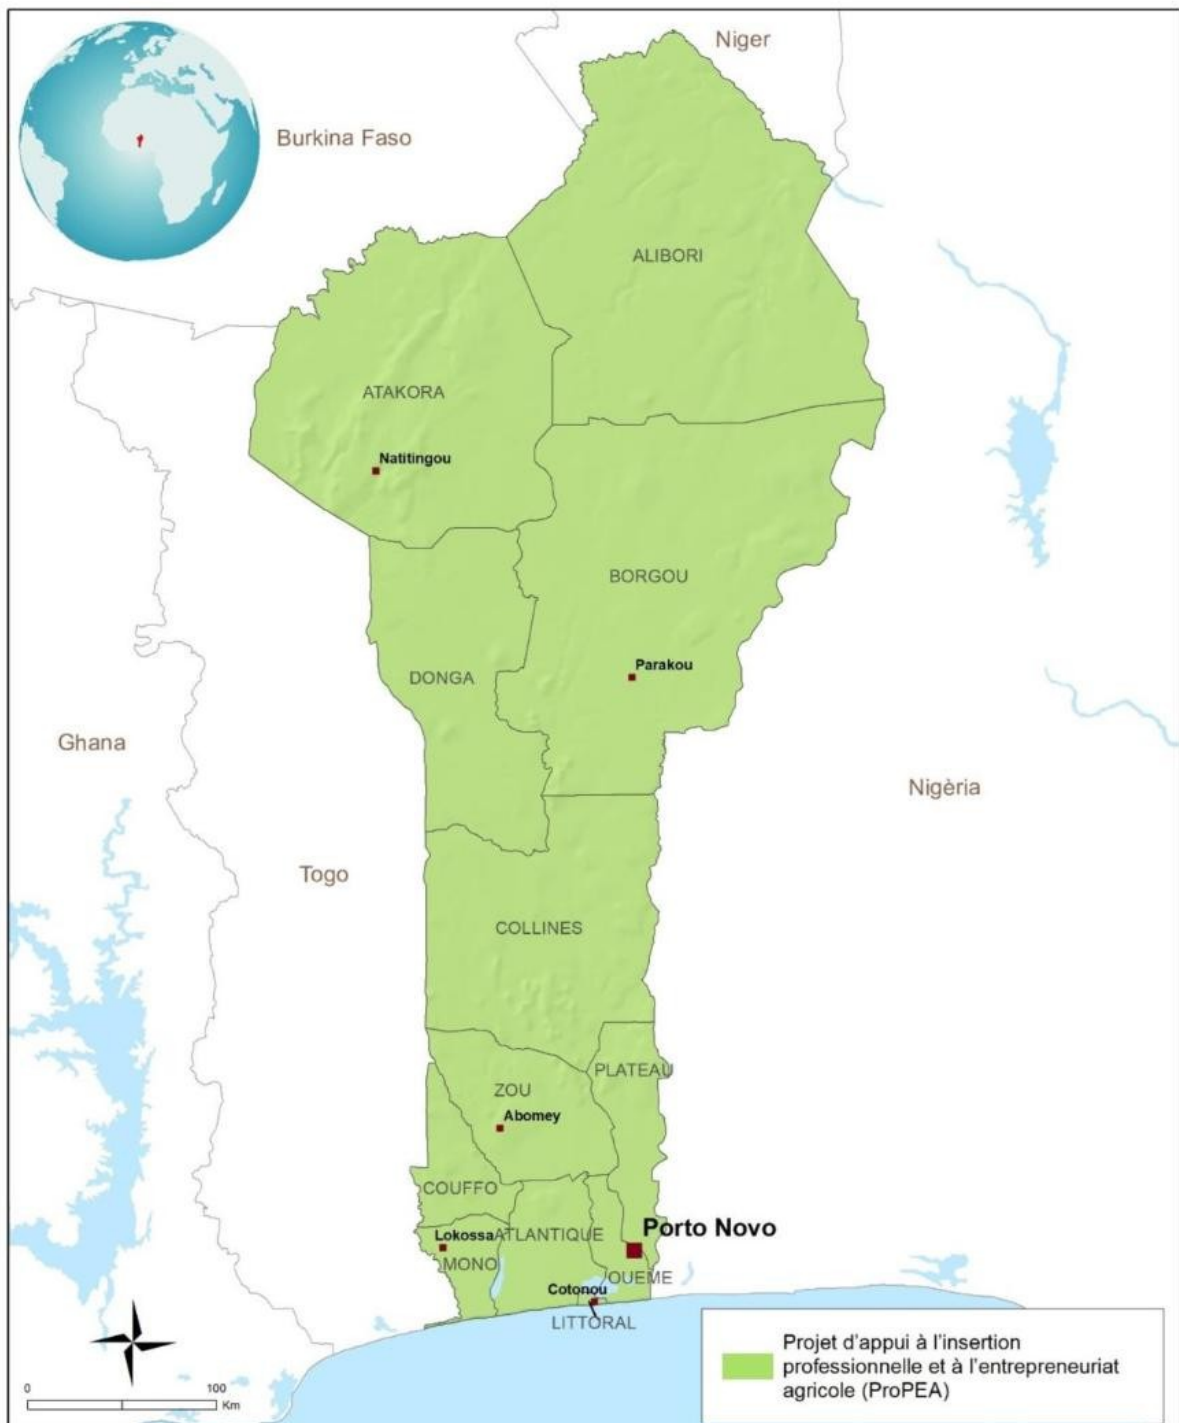 Niger
Burkina Faso
ALIBORI
ATAKORA
Natitingou
BORGOU
Parakou
DONGA
Ghana
Nigèria
Togo
COLLINES
PLATEAU
ZOU
Abomey
COUFFO
Porto Novo
Lokossa
ATLANTIQUE
MONO
OUEME
Cotonou
LITTORAL
Projet d'appui à l'insertion
professionnelle et à l'entrepreneuriat
agricole (ProPEA)
0 100
Km